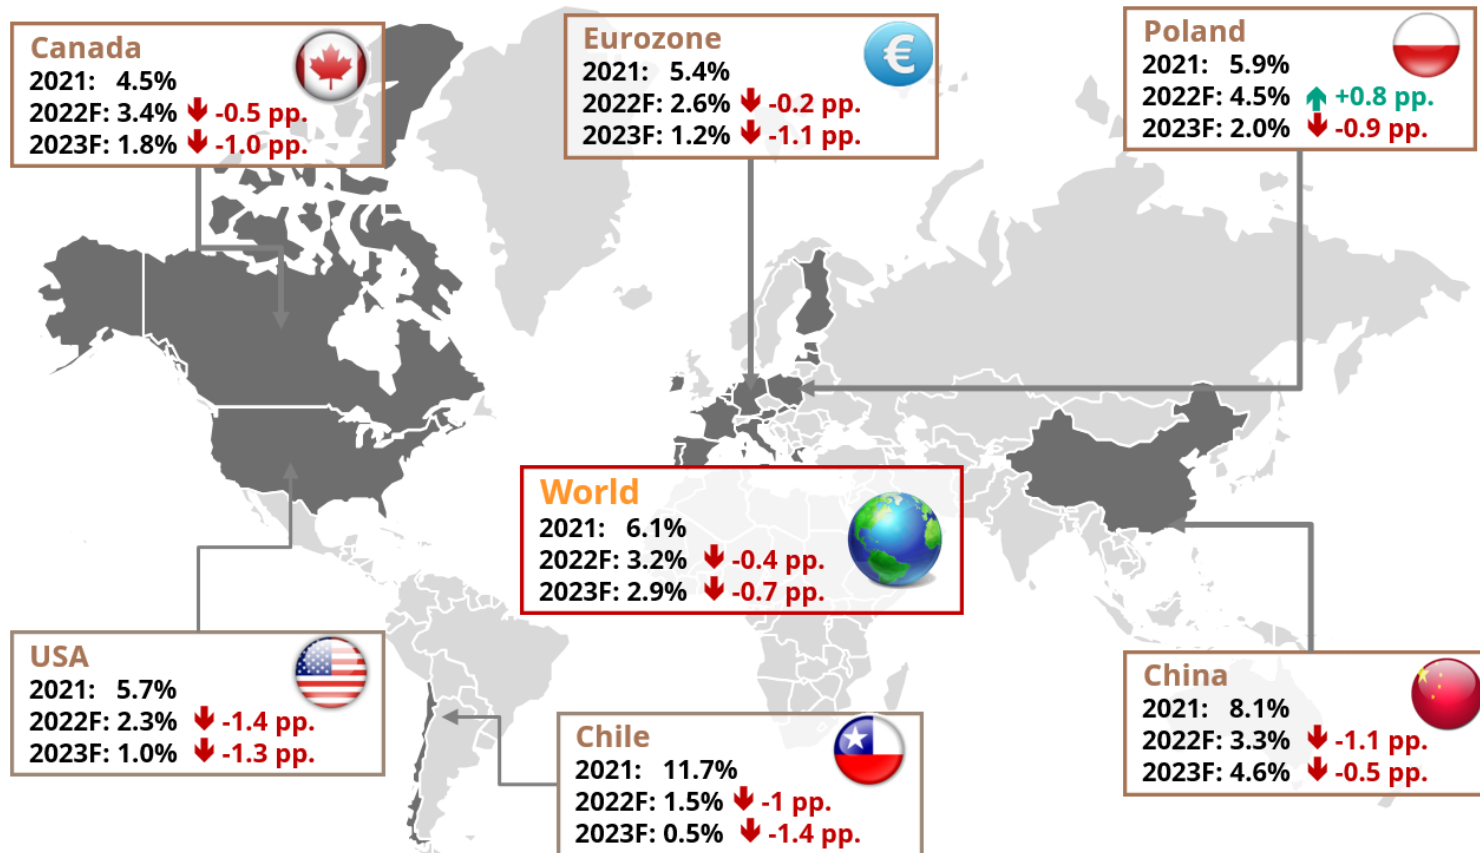 Canada
2021: 4.5%
2022F: 3.4% -0.5 pp.
2023F: 1.8% -1.0 pp.
Eurozone
€
2021: 5.4%
2022F: 2.6% -0.2 pp.
2023F: 1.2% -1.1 pp.
Poland
2021: 5.9%
2022F: 4.5% +0.8 pp.
2023F: 2.0% -0.9 pp.
World
2021: 6.1%
2022F: 3.2% -0.4 pp.
2023F: 2.9% -0.7 pp.
USA
2021: 5.7%
2022F: 2.3% -1.4 pp.
2023F: 1.0% -1.3 pp.
Chile
2021: 11.7%
2022F: 1.5% -1 pp.
2023F: 0.5% -1.4 pp.
China
2021: 8.1%
2022F: 3.3% -1.1 pp.
2023F: 4.6% -0.5 pp.